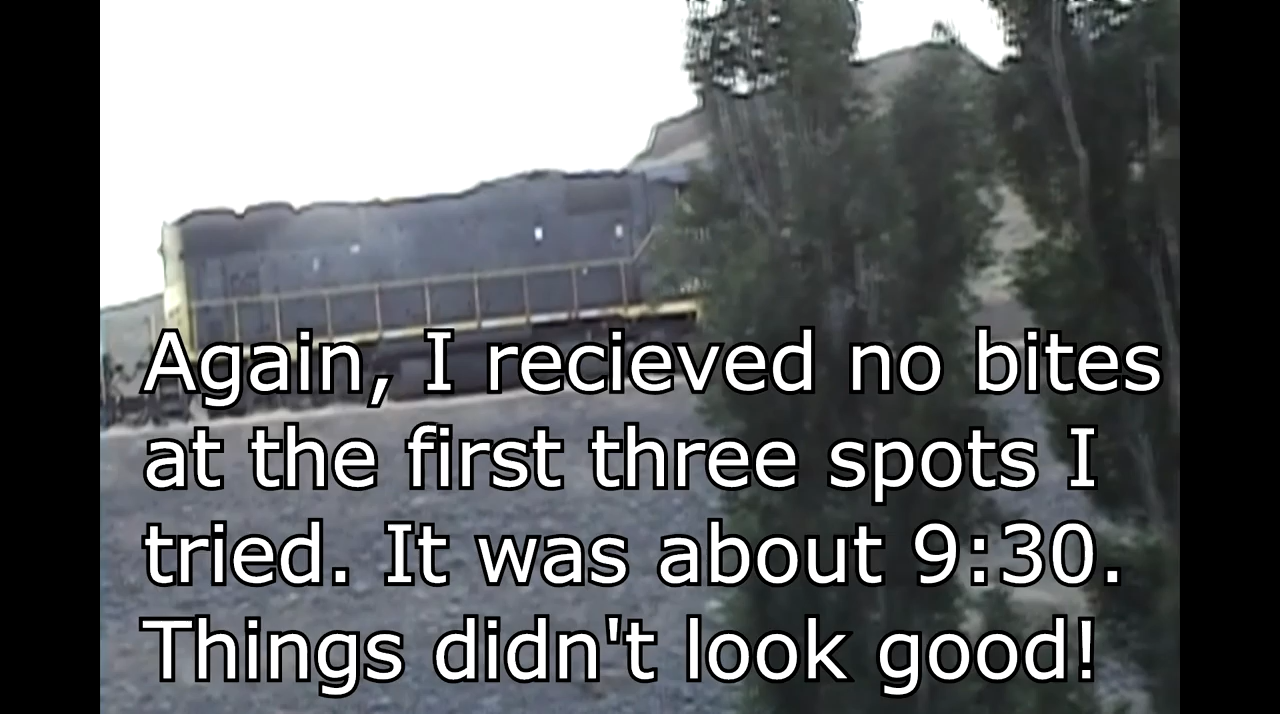 Again, I recieved no bites
at the first three spots I
tried. It was about 9:30.
Things didn't look good!